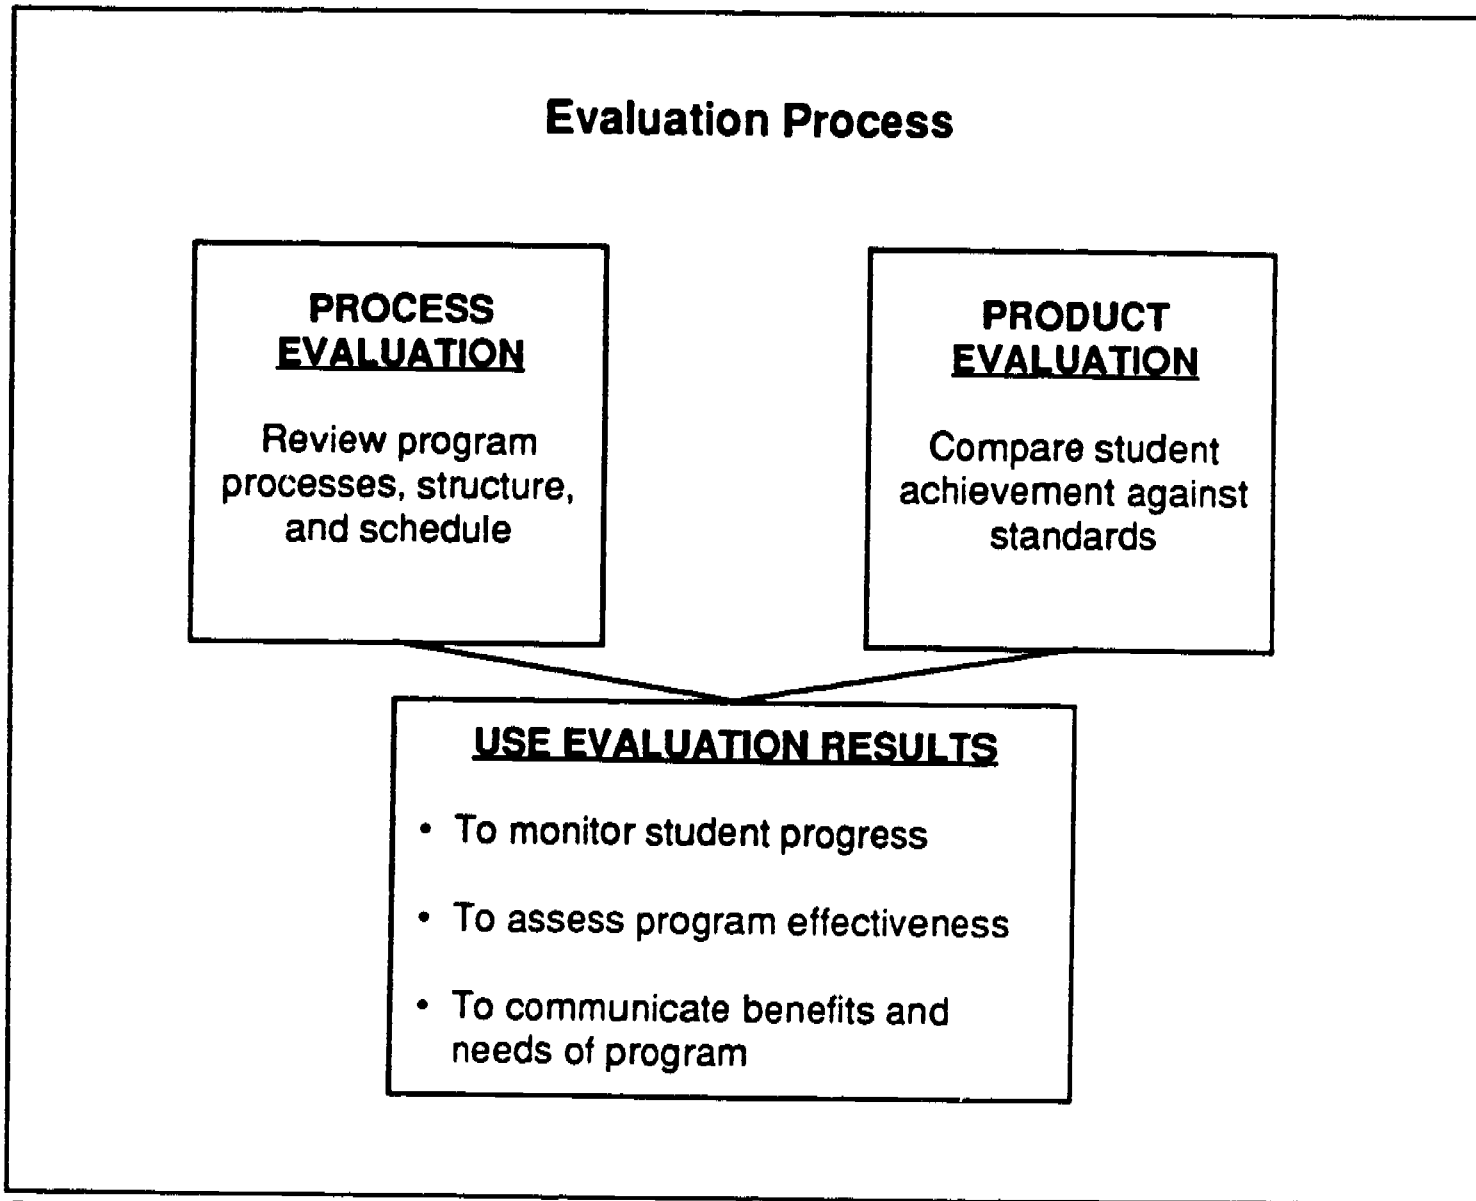 Evaluation Process
PROCESS
EVALUATION
Review program
processes, structure,
and schedule
PRODUCT
EVALUATION
Compare student
achievement against
standards
USE EVALUATION RESULTS
• To monitor student progress
• To assess program effectiveness
• To communicate benefits and
needs of program